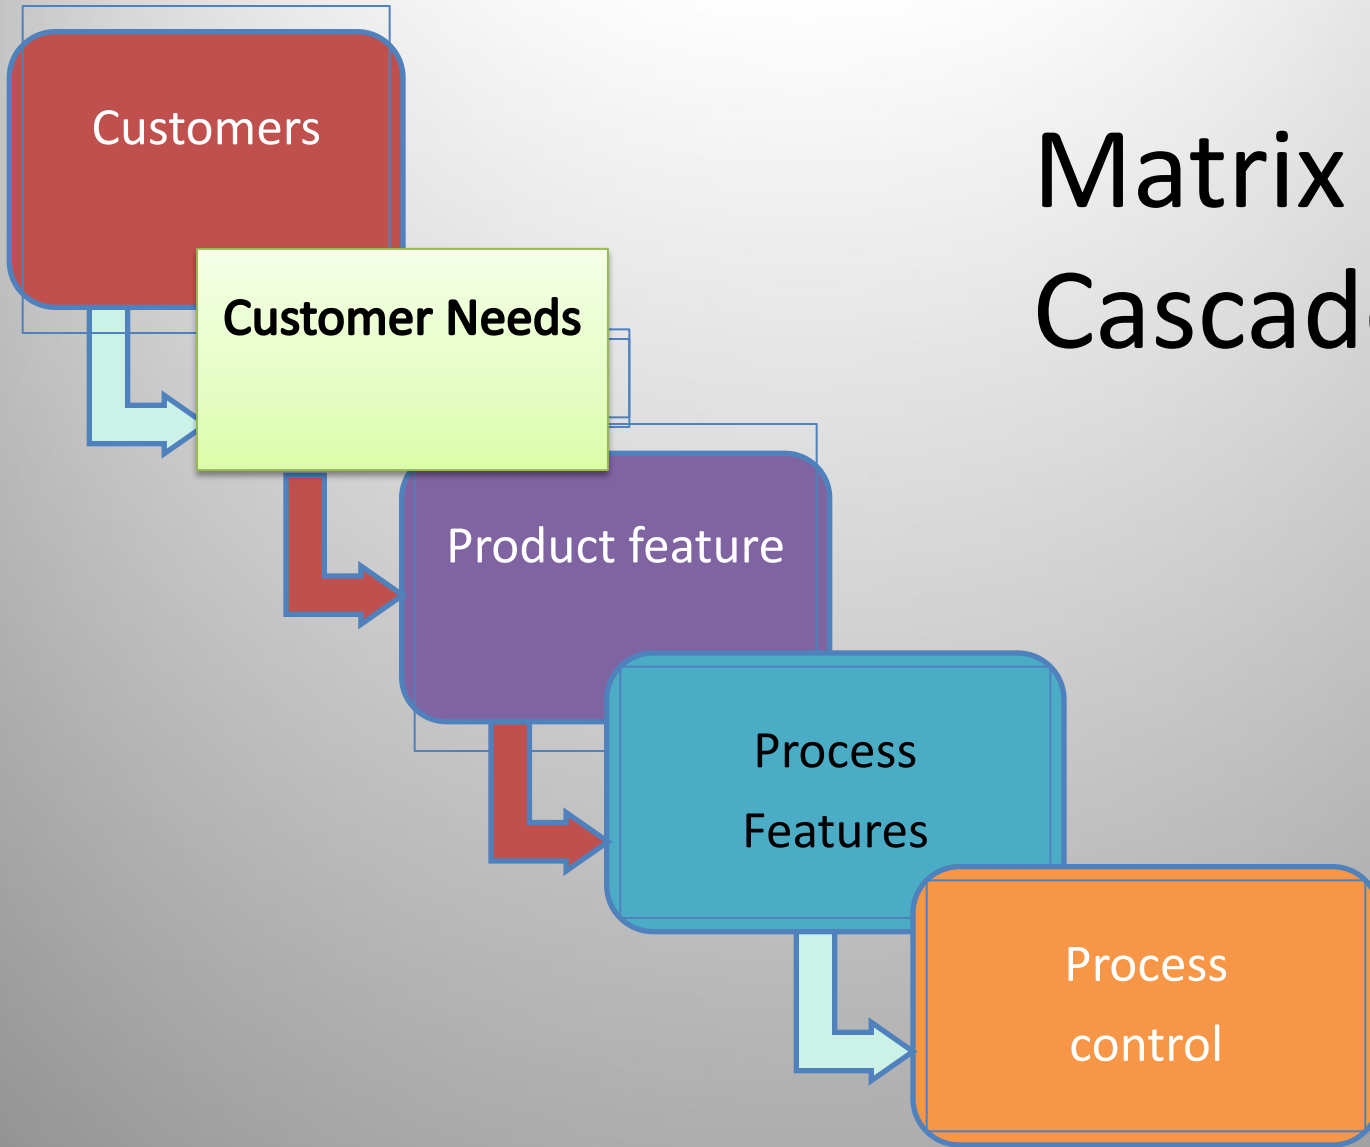 Customers
Matrix
Customer Needs
Product feature
Process
Features
Process
control